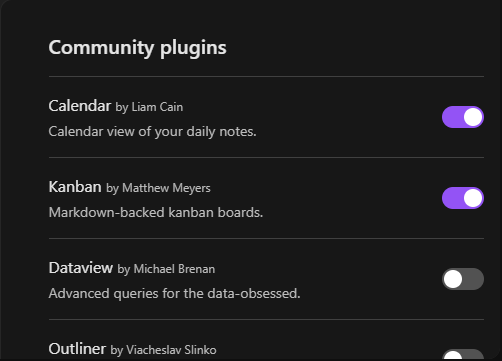 Community plugins
Calendar by Liam Cain
Calendar view of your daily notes.
Kanban by Matthew Meyers
Markdown-backed kanban boards.
Dataview by Michael Brenan
Advanced queries for the data-obsessed.
Outliner by Viacheslav Slinko